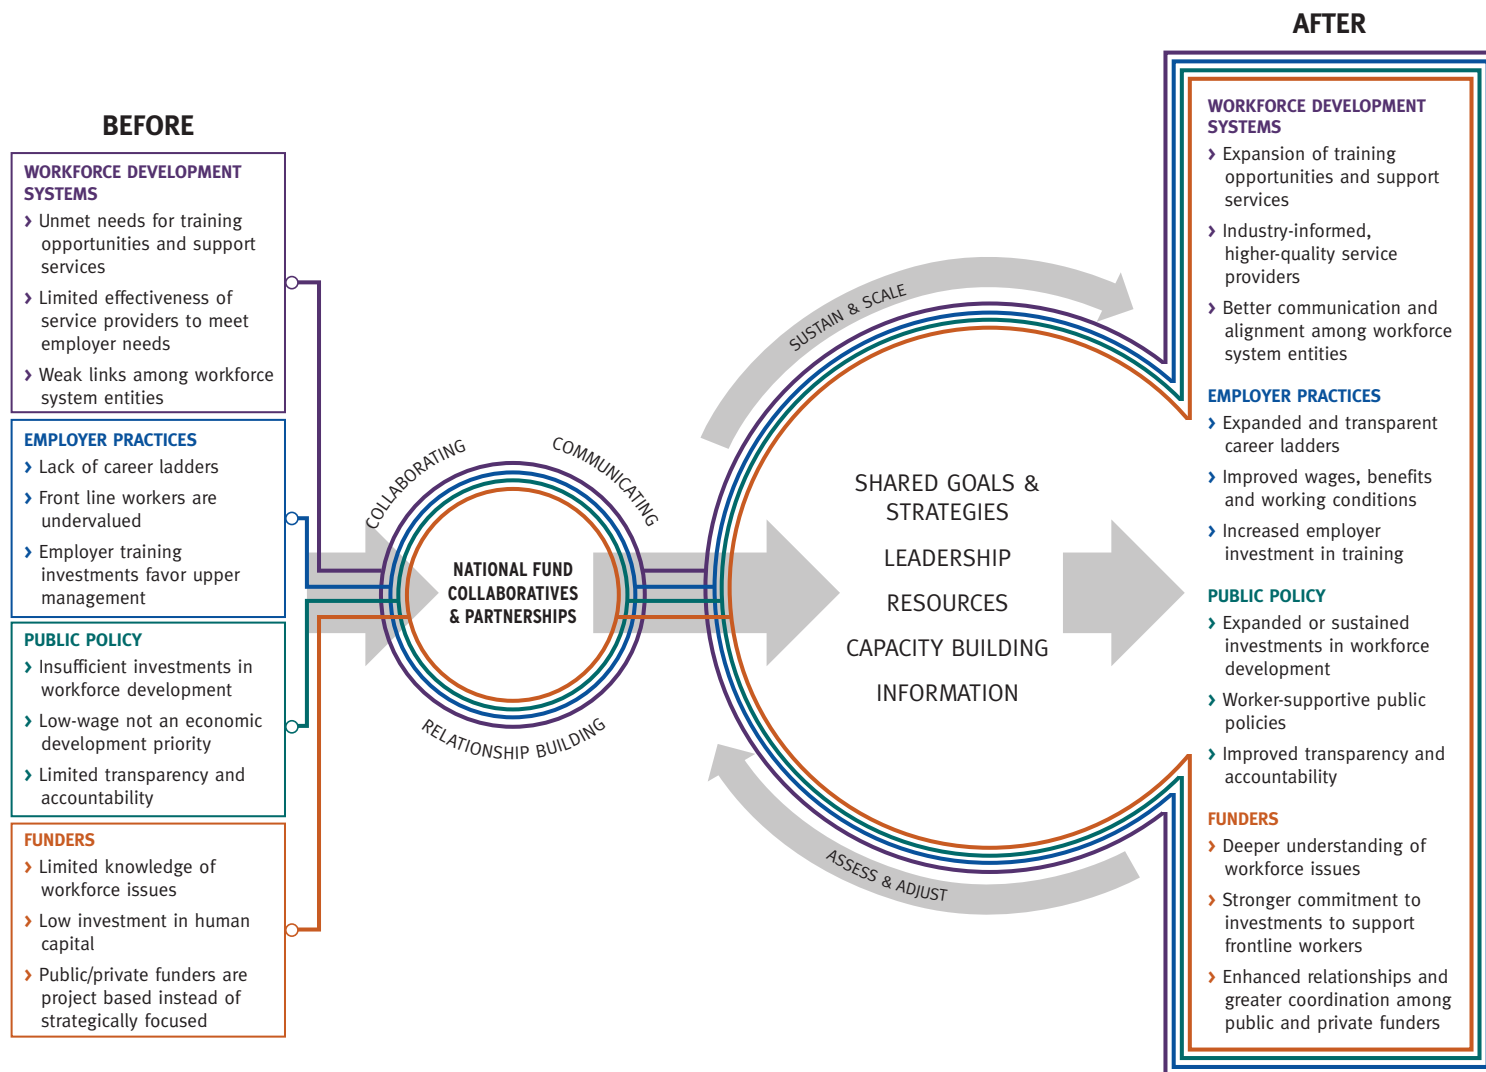 BEFORE
WORKFORCE DEVELOPMENT
SYSTEMS
› Unmet needs for training
opportunities and support
services
› Limited effectiveness of
service providers to meet
employer needs
› Weak links among workforce
system entities
EMPLOYER PRACTICES
› Lack of career ladders
› Front line workers are
undervalued
› Employer training
investments favor upper
management
PUBLIC POLICY
› Insufficient investments in
workforce development
› Low-wage not an economic
development priority
› Limited transparency and
accountability
FUNDERS
› Limited knowledge of
workforce issues
› Low investment in human
capital
› Public/private funders are
project based instead of
strategically focused
COLLABORATING
COMMUNICATING
NATIONAL FUND
COLLABORATIVES
& PARTNERSHIPS
RELATIONSHIP BUILDING
SUSTAIN & SCALE
SHARED GOALS &
STRATEGIES
LEADERSHIP
RESOURCES
CAPACITY BUILDING
INFORMATION
ASSESS & ADJUST
AFTER
WORKFORCE DEVELOPMENT
SYSTEMS
› Expansion of training
opportunities and support
services
› Industry-informed,
higher-quality service
providers
› Better communication and
alignment among workforce
system entities
EMPLOYER PRACTICES
› Expanded and transparent
career ladders
› Improved wages, benefits
and working conditions
› Increased employer
investment in training
PUBLIC POLICY
› Expanded or sustained
investments in workforce
development
› Worker-supportive public
policies
› Improved transparency and
accountability
FUNDERS
› Deeper understanding of
workforce issues
› Stronger commitment to
investments to support
frontline workers
› Enhanced relationships and
greater coordination among
public and private funders